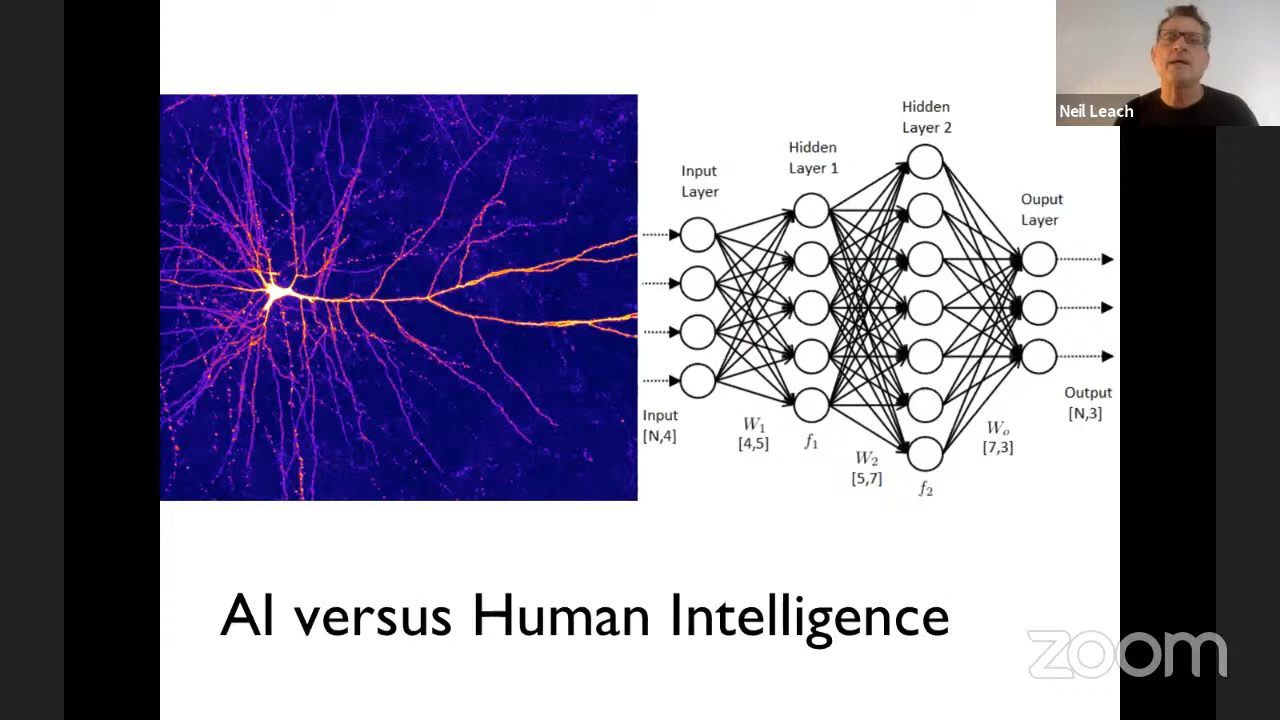 Neil Leach
Hidden
Layer 2
Hidden
Layer 1
Input
Layer
Ouput
Layer
Input
[N,4]
W1
[4,5]
f1
W2
[5,7]
f2
Wo
[7,3]
Output
[N,3]
AI versus Human Intelligence
zoom